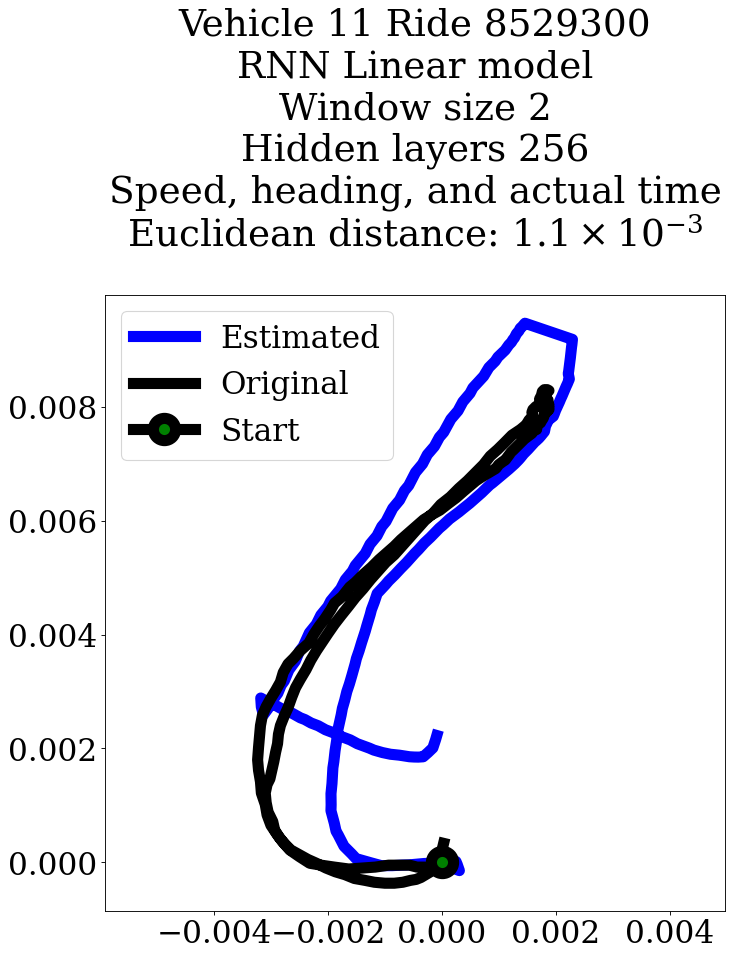 Vehicle 11 Ride 8529300
RNN Linear model
Window size 2
Hidden layers 256
Speed, heading, and actual time
Euclidean distance: 1.1 × 10⁻³
Estimated
Original
Start
0.008
0.006
0.004
0.002
0.000
−0.004 −0.002 0.000 0.002 0.004